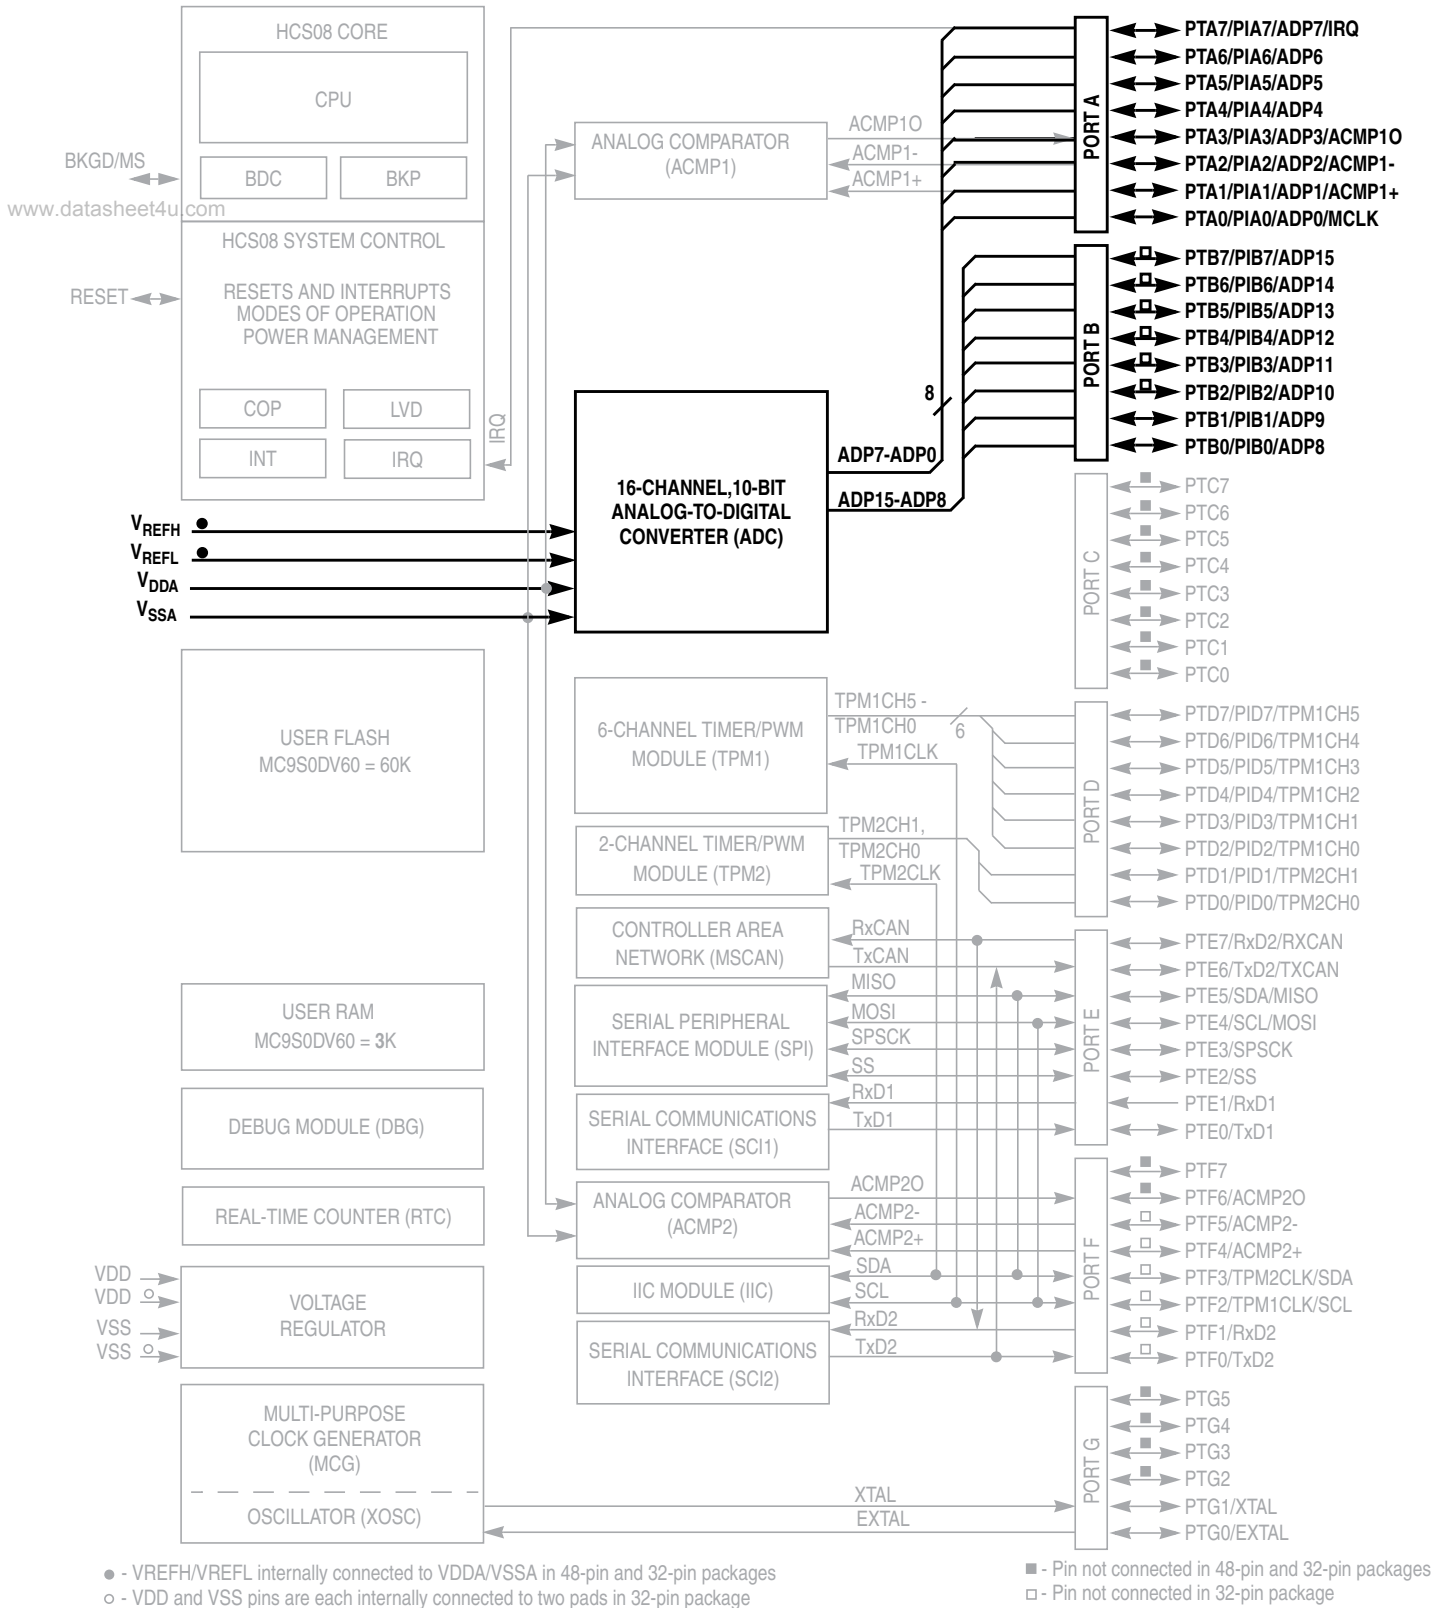 HCS08 CORE
CPU
BDC
BKP
BKGD/MS
www.datasheet4u.com
HCS08 SYSTEM CONTROL
RESETS AND INTERRUPTS
MODES OF OPERATION
POWER MANAGEMENT
RESET
COP
LVD
INT
IRQ
IRQ
VREFH
VREFL
VDDA
VSSA
USER FLASH
MC9S0DV60 = 60K
USER RAM
MC9S0DV60 = 3K
DEBUG MODULE (DBG)
REAL-TIME COUNTER (RTC)
VDD
VDD
VSS
VSS
VOLTAGE
REGULATOR
MULTI-PURPOSE
CLOCK GENERATOR
(MCG)
OSCILLATOR (XOSC)
ANALOG COMPARATOR
(ACMP1)
ACMP1O
ACMP1-
ACMP1+
16-CHANNEL,10-BIT
ANALOG-TO-DIGITAL
CONVERTER (ADC)
8
ADP7-ADP0
ADP15-ADP8
6-CHANNEL TIMER/PWM
MODULE (TPM1)
TPM1CH5 -
TPM1CH0
6
TPM1CLK
2-CHANNEL TIMER/PWM
MODULE (TPM2)
TPM2CH1,
TPM2CH0
TPM2CLK
CONTROLLER AREA
NETWORK (MSCAN)
RxCAN
TxCAN
SERIAL PERIPHERAL
INTERFACE MODULE (SPI)
MISO
MOSI
SPSCK
SS
SERIAL COMMUNICATIONS
INTERFACE (SCI1)
RxD1
TxD1
ANALOG COMPARATOR
(ACMP2)
ACMP2O
ACMP2-
ACMP2+
IIC MODULE (IIC)
SDA
SCL
SERIAL COMMUNICATIONS
INTERFACE (SCI2)
RxD2
TxD2
XTAL
EXTAL
PORT A
PTA7/PIA7/ADP7/IRQ
PTA6/PIA6/ADP6
PTA5/PIA5/ADP5
PTA4/PIA4/ADP4
PTA3/PIA3/ADP3/ACMP1O
PTA2/PIA2/ADP2/ACMP1-
PTA1/PIA1/ADP1/ACMP1+
PTA0/PIA0/ADP0/MCLK
PORT B
PTB7/PIB7/ADP15
PTB6/PIB6/ADP14
PTB5/PIB5/ADP13
PTB4/PIB4/ADP12
PTB3/PIB3/ADP11
PTB2/PIB2/ADP10
PTB1/PIB1/ADP9
PTB0/PIB0/ADP8
PORT C
PTC7
PTC6
PTC5
PTC4
PTC3
PTC2
PTC1
PTC0
PORT D
PTD7/PID7/TPM1CH5
PTD6/PID6/TPM1CH4
PTD5/PID5/TPM1CH3
PTD4/PID4/TPM1CH2
PTD3/PID3/TPM1CH1
PTD2/PID2/TPM1CH0
PTD1/PID1/TPM2CH1
PTD0/PID0/TPM2CH0
PORT E
PTE7/RxD2/RXCAN
PTE6/TxD2/TXCAN
PTE5/SDA/MISO
PTE4/SCL/MOSI
PTE3/SPSCK
PTE2/SS
PTE1/RxD1
PTE0/TxD1
PORT F
PTF7
PTF6/ACMP2O
PTF5/ACMP2-
PTF4/ACMP2+
PTF3/TPM2CLK/SDA
PTF2/TPM1CLK/SCL
PTF1/RxD2
PTF0/TxD2
PORT G
PTG5
PTG4
PTG3
PTG2
PTG1/XTAL
PTG0/EXTAL
● - VREFH/VREFL internally connected to VDDA/VSSA in 48-pin and 32-pin packages
○ - VDD and VSS pins are each internally connected to two pads in 32-pin package
■ - Pin not connected in 48-pin and 32-pin packages
□ - Pin not connected in 32-pin package